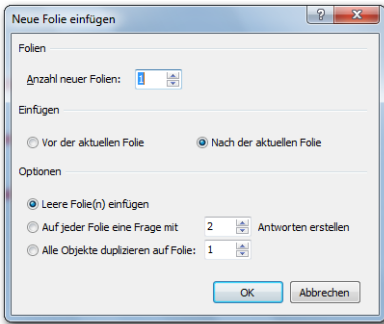 Neue Folie einfügen
Folien
Anzahl neuer Folien: 1
Einfügen
Vor der aktuellen Folie Nach der aktuellen Folie
Optionen
Leere Folie(n) einfügen
Auf jeder Folie eine Frage mit 2 Antworten erstellen
Alle Objekte duplizieren auf Folie: 1
OK Abbrechen